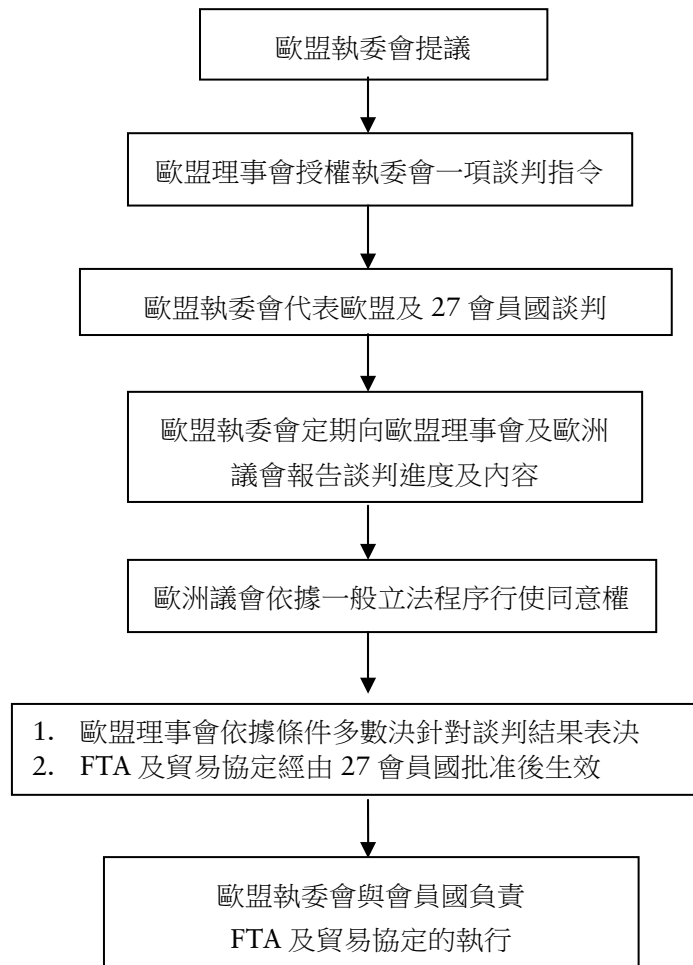 歐盟執委會提議
歐盟理事會授權執委會一項談判指令
歐盟執委會代表歐盟及 27 會員國談判
歐盟執委會定期向歐盟理事會及歐洲
議會報告談判進度及內容
歐洲議會依據一般立法程序行使同意權
1. 歐盟理事會依據條件多數決針對談判結果表決
2. FTA 及貿易協定經由 27 會員國批准後生效
歐盟執委會與會員國負責
FTA 及貿易協定的執行